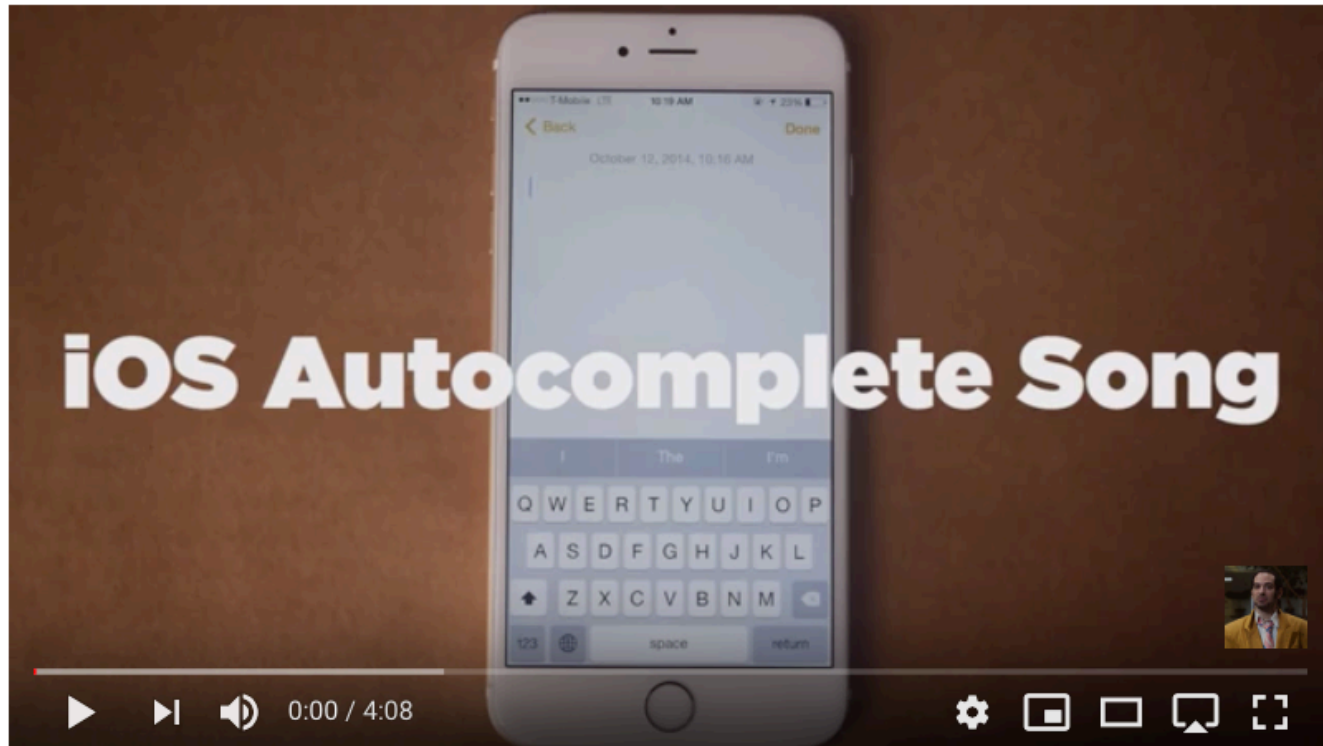 T-Mobile LTE 10:19 AM 23%
Back Done
October 12, 2014, 10:16 AM
iOS Autocomplete Song
I The I'm
Q W E R T Y U I O P
A S D F G H J K L
Z X C V B N M
123 space return
0:00 / 4:08